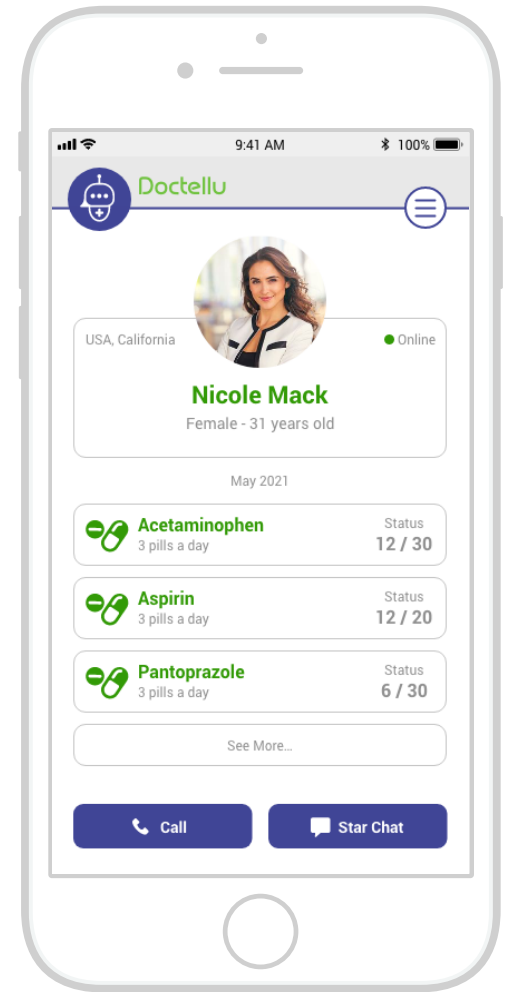 9:41 AM
100%
Doctellu
USA, California
Online
Nicole Mack
Female - 31 years old
May 2021
Acetaminophen
3 pills a day
Status
12 / 30
Aspirin
3 pills a day
Status
12 / 20
Pantoprazole
3 pills a day
Status
6 / 30
See More...
Call
Star Chat